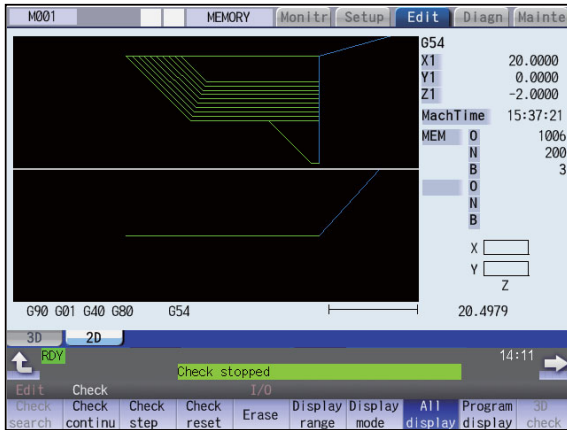 M001 MEMORY Monitr Setup Edit Diagn Mainte
G54
X1 20.0000
Y1 0.0000
Z1 -2.0000
MachTime 15:37:21
MEM O 1006
N 200
B 3
O
N
B
X
Y
Z
G90 G01 G40 G80 G54 20.4979
3D 2D
RDY 14:11
Check stopped
Edit Check I/O
Check search Check continu Check step Check reset Erase Display range Display mode All display Program display 3D check